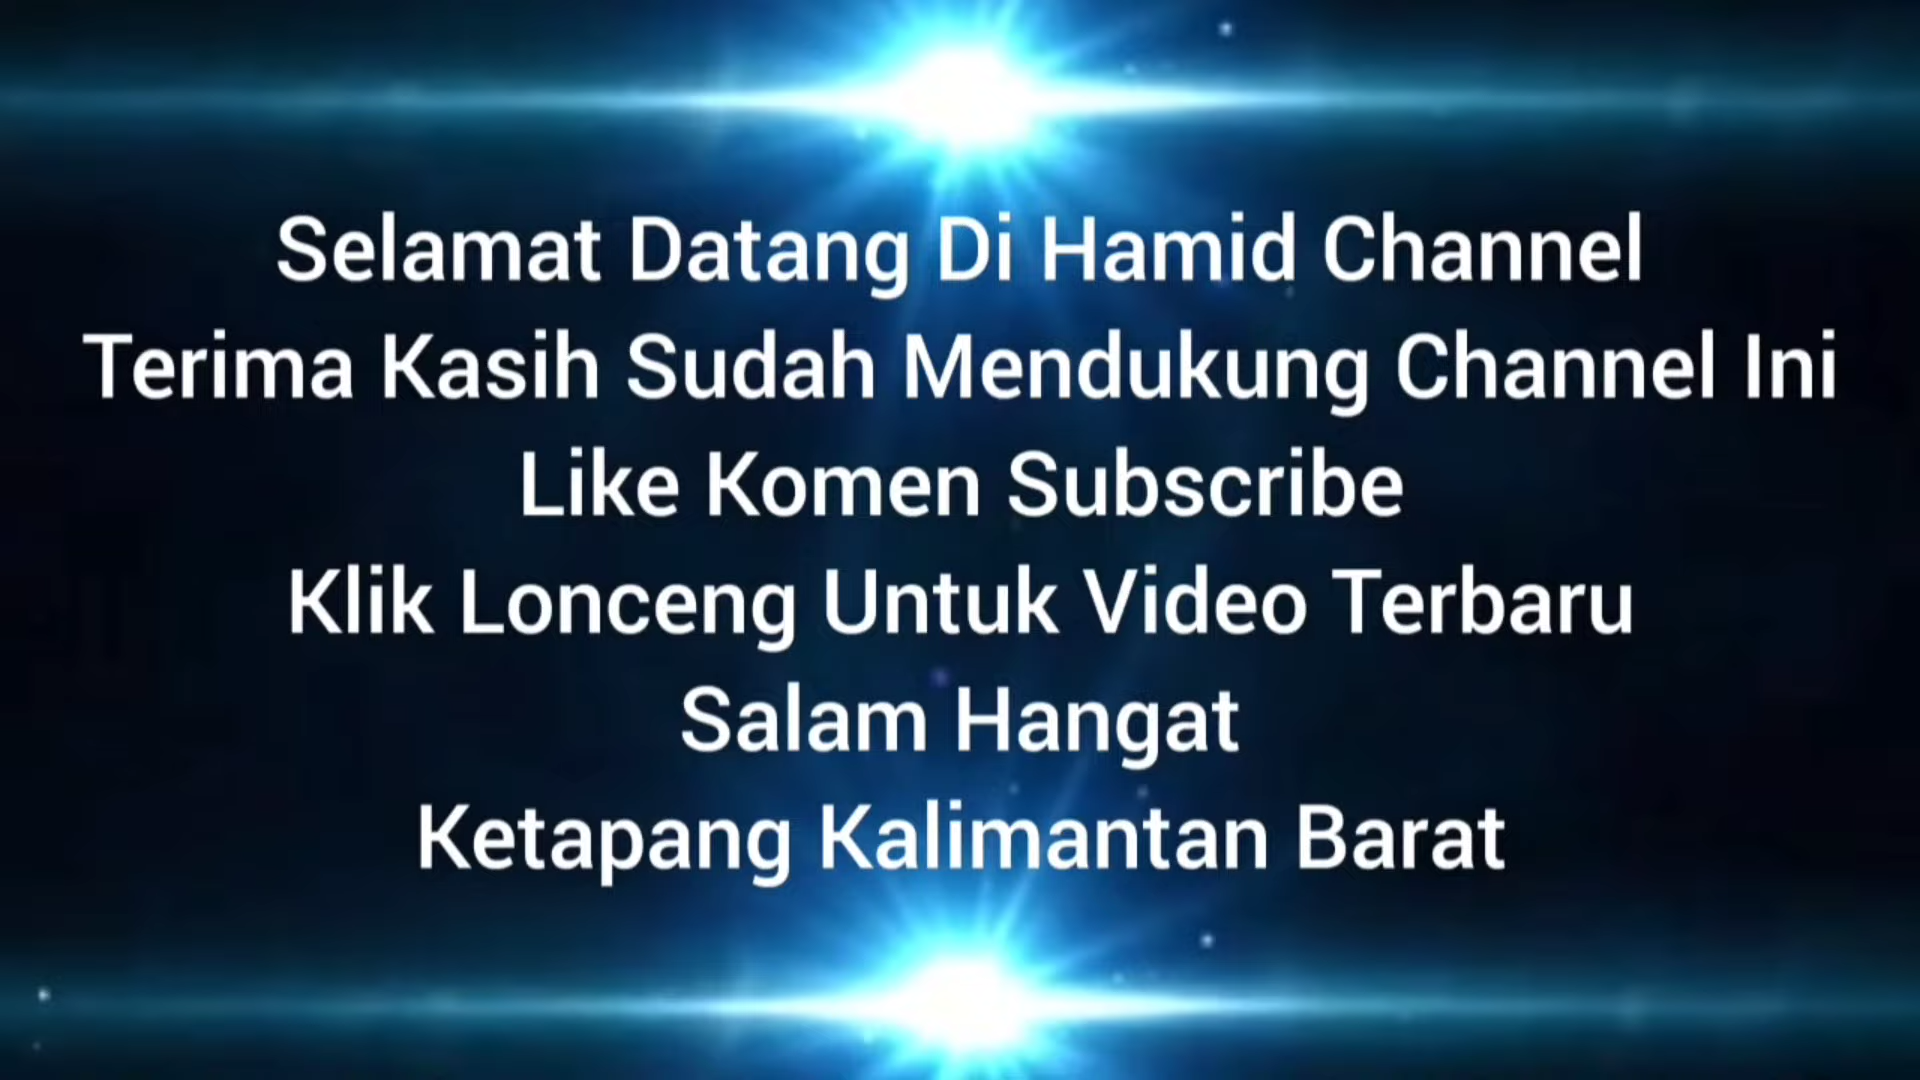 Selamat Datang Di Hamid Channel
Terima Kasih Sudah Mendukung Channel Ini
Like Komen Subscribe
Klik Lonceng Untuk Video Terbaru
Salam Hangat
Ketapang Kalimantan Barat